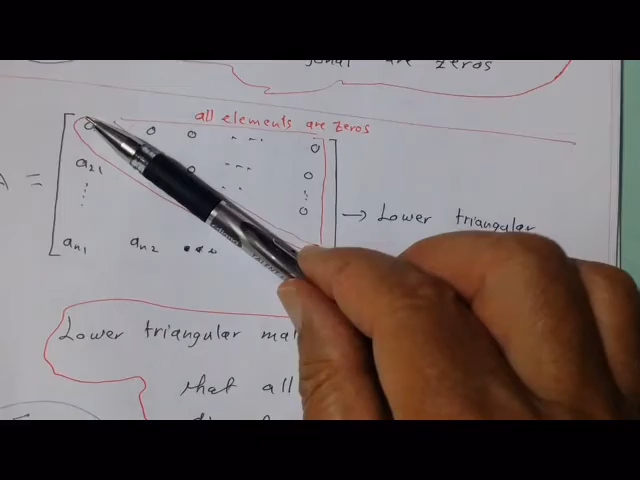 gonal are zeros
all elements are zeros
0 0 0 ... 0
A = a21 0 ... 0 → Lower triangular
0
an1 an2 ...
Lower triangular
that all